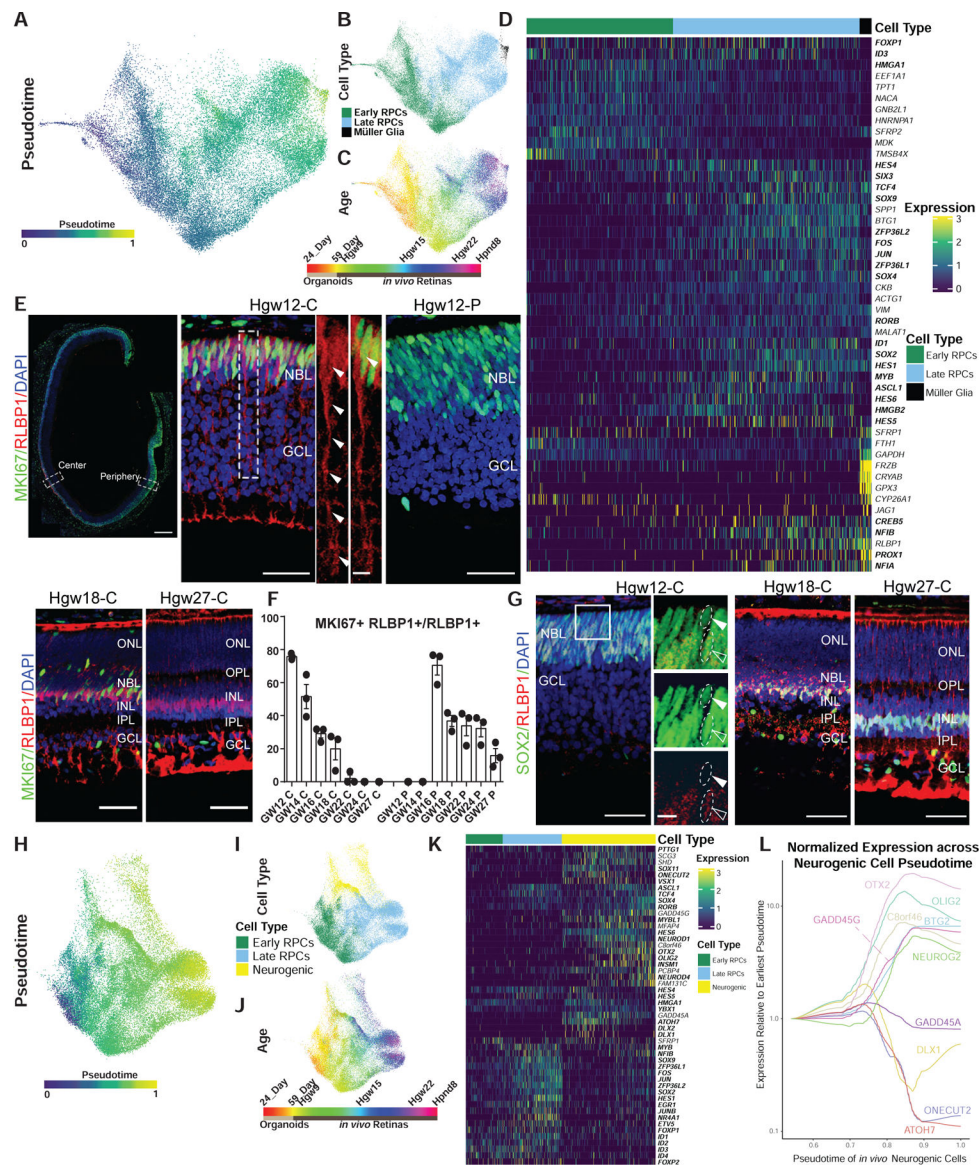 A
Pseudotime
Pseudotime
0
1
B
Cell Type
Early RPCs
Late RPCs
Müller Glia
C
Age
24_Day
59_Day
Hgw9
Hgw15
Hgw22
Hpnd8
Organoids
in vivo Retinas
D
Cell Type
FOXP1
ID3
HMGA1
EEF1A1
TPT1
NACA
GNB2L1
HNRNPA1
SFRP2
MDK
TMSB4X
HES4
SIX3
TCF4
SOX9
SPP1
BTG1
ZFP36L2
FOS
JUN
ZFP36L1
SOX4
CKB
ACTG1
VIM
RORB
MALAT1
ID1
SOX2
HES1
MYB
ASCL1
HES6
HMGB2
HES5
SFRP1
FTH1
GAPDH
FRZB
CRYAB
GPX3
CYP26A1
JAG1
CREB5
NFIB
RLBP1
PROX1
NFIA
Expression
3
2
1
0
Cell Type
Early RPCs
Late RPCs
Müller Glia
E
MKI67/RLBP1/DAPI
Center
Periphery
Hgw12-C
NBL
GCL
Hgw12-P
NBL
GCL
MKI67/RLBP1/DAPI
Hgw18-C
ONL
NBL
INL
IPL
GCL
Hgw27-C
ONL
OPL
INL
IPL
GCL
F
MKI67+ RLBP1+/RLBP1+
100
80
60
40
20
0
GW12 C
GW14 C
GW16 C
GW18 C
GW22 C
GW24 C
GW27 C
GW12 P
GW14 P
GW16 P
GW18 P
GW22 P
GW24 P
GW27 P
G
SOX2/RLBP1/DAPI
Hgw12-C
NBL
GCL
Hgw18-C
ONL
NBL
INL
IPL
GCL
Hgw27-C
ONL
OPL
INL
IPL
GCL
H
Pseudotime
Pseudotime
0
1
I
Cell Type
Cell Type
Early RPCs
Late RPCs
Neurogenic
J
Age
24_Day
59_Day
Hgw9
Hgw15
Hgw22
Hpnd8
Organoids
in vivo Retinas
K
Cell Type
PTTG1
SCG3
SHD
SOX11
ONECUT2
VSX1
ASCL1
TCF4
SOX4
RORB
GADD45G
MYBL1
MFAP4
HES6
NEUROD1
C8orf46
OTX2
OLIG2
INSM1
PCBP4
NEUROD4
FAM131C
HES4
HES5
HMGA1
YBX1
GADD45A
ATOH7
DLX2
DLX1
SFRP1
MYB
NFIB
SOX9
ZFP36L1
FOS
JUN
ZFP36L2
SOX2
HES1
EGR1
JUNB
NR4A1
ETV5
FOXP1
ID1
ID2
ID3
ID4
FOXP2
Expression
3
2
1
0
Cell Type
Early RPCs
Late RPCs
Neurogenic
L
Normalized Expression across
Neurogenic Cell Pseudotime
Expression Relative to Earliest Pseudotime
10.0
1.0
0.1
OTX2
OLIG2
C8orf46
BTG2
GADD45G
NEUROG2
GADD45A
DLX1
ONECUT2
ATOH7
0.6
0.7
0.8
0.9
1.0
Pseudotime of in vivo Neurogenic Cells